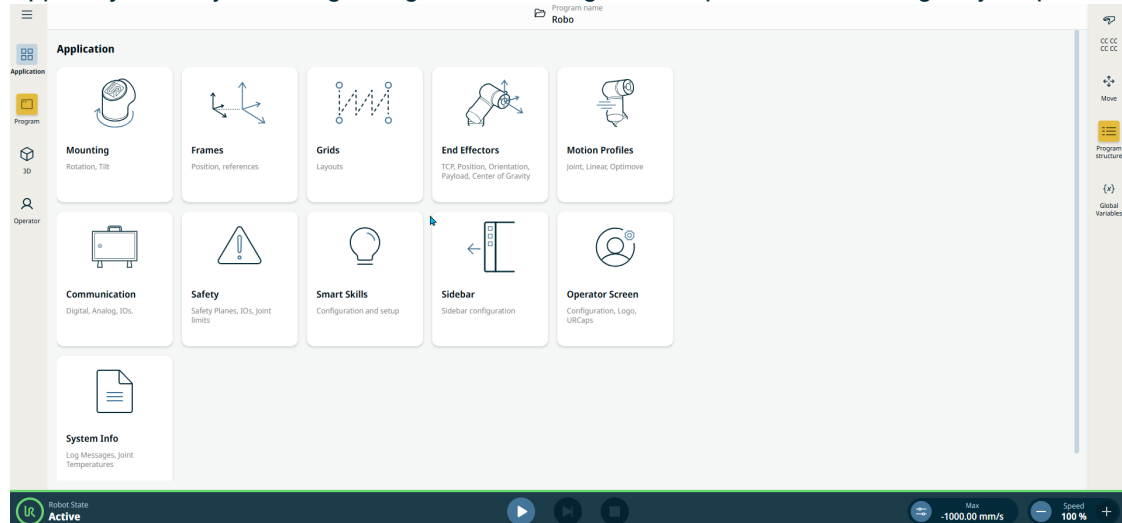 Program name
Robo
Application
Application
Program
3D
Operator
Mounting
Rotation, Tilt
Frames
Position, references
Grids
Layouts
End Effectors
TCP, Position, Orientation,
Payload, Center of Gravity
Motion Profiles
Joint, Linear, Optimove
Communication
Digital, Analog, IOs.
Safety
Safety Planes, IOs, Joint
limits
Smart Skills
Configuration and setup
Sidebar
Sidebar configuration
Operator Screen
Configuration, Logo,
URCaps
System Info
Log Messages, Joint
Temperatures
CC CC
CC CC
Move
Program
structure
{x}
Global
Variables
UR
Robot State
Active
Max
-1000.00 mm/s
Speed
100 %